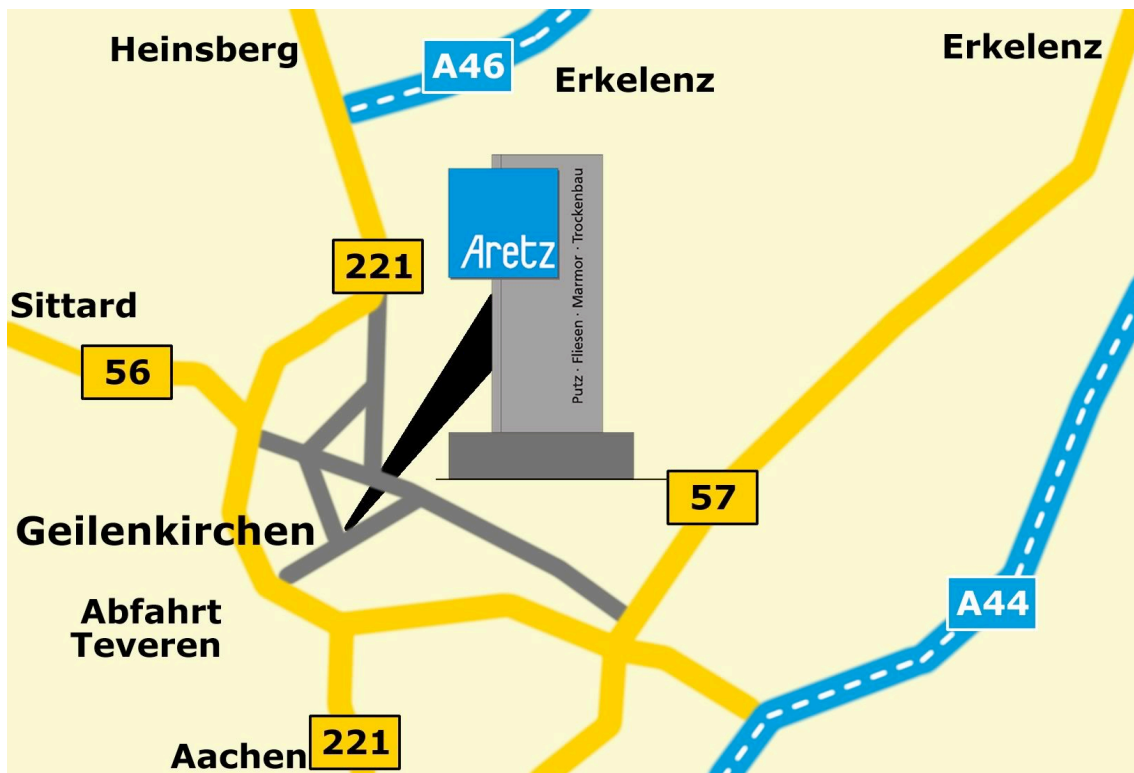 Heinsberg
A46
Erkelenz
Erkelenz
Aretz
Putz · Fliesen · Marmor · Trockenbau
221
Sittard
56
57
Geilenkirchen
Abfahrt
Teveren
A44
Aachen
221